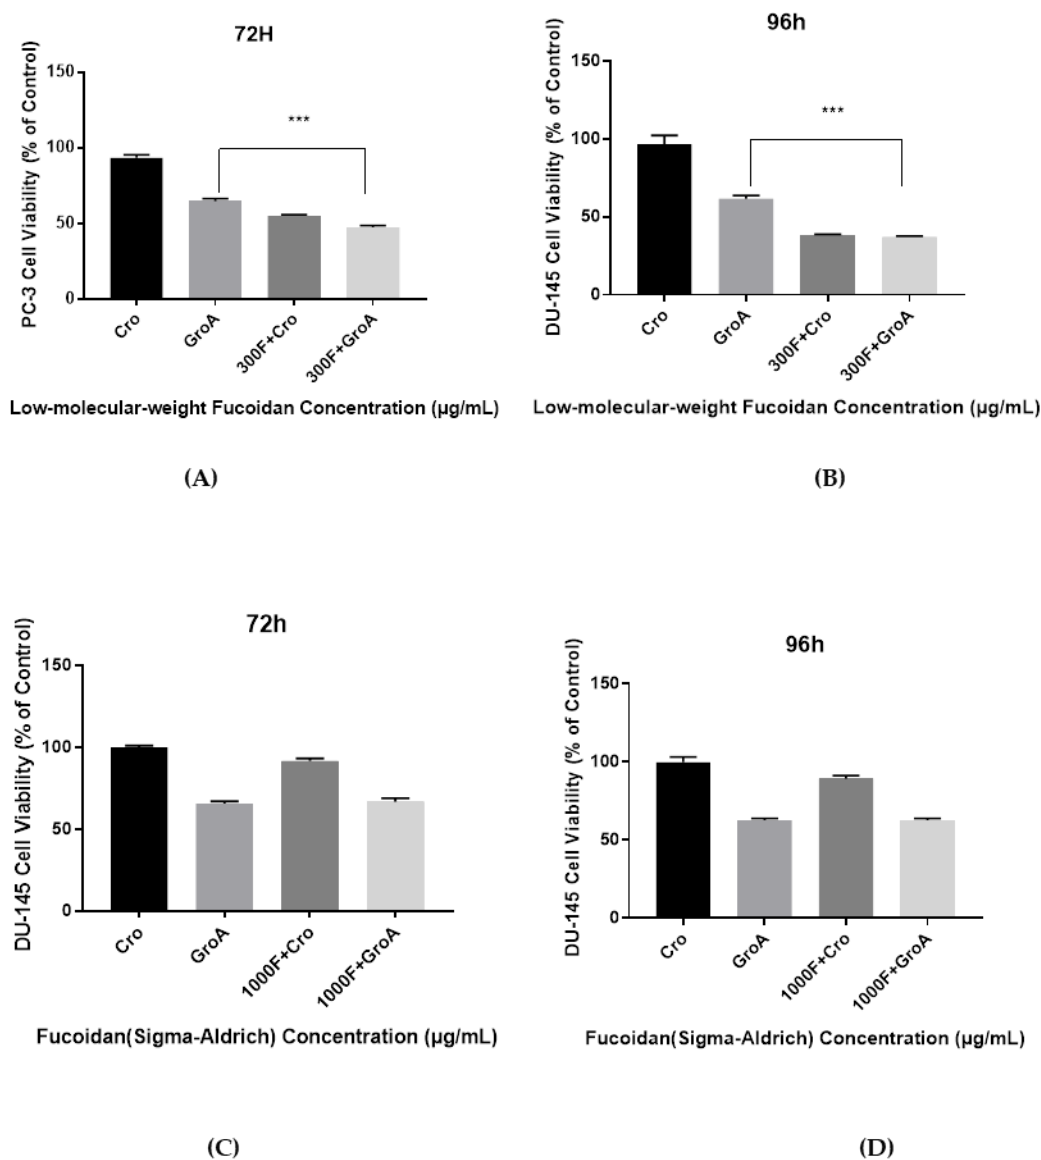 72H
PC-3 Cell Viability (% of Control)
150
100
50
0
***
Cro
GroA
300F+Cro
300F+GroA
Low-molecular-weight Fucoidan Concentration (µg/mL)
(A)
96h
DU-145 Cell Viability (% of Control)
150
100
50
0
***
Cro
GroA
300F+Cro
300F+GroA
Low-molecular-weight Fucoidan Concentration (µg/mL)
(B)
72h
DU-145 Cell Viability (% of Control)
150
100
50
0
Cro
GroA
1000F+Cro
1000F+GroA
Fucoidan(Sigma-Aldrich) Concentration (µg/mL)
(C)
96h
DU-145 Cell Viability (% of Control)
150
100
50
0
Cro
GroA
1000F+Cro
1000F+GroA
Fucoidan(Sigma-Aldrich) Concentration (µg/mL)
(D)